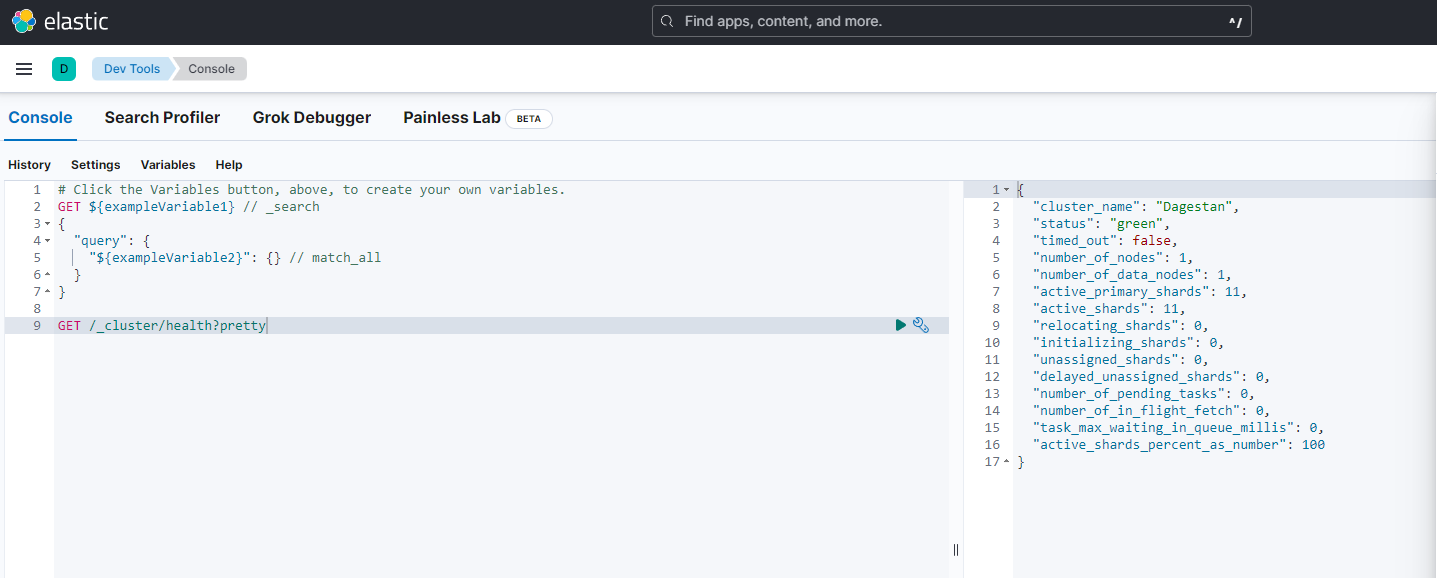 elastic
Find apps, content, and more.
^/
D
Dev Tools
Console
Console
Search Profiler
Grok Debugger
Painless Lab
BETA
History
Settings
Variables
Help
1 # Click the Variables button, above, to create your own variables.
2 GET ${exampleVariable1} // _search
3 {
4 "query": {
5 "${exampleVariable2}": {} // match_all
6 }
7 }
8
9 GET /_cluster/health?pretty
1 {
2 "cluster_name": "Dagestan",
3 "status": "green",
4 "timed_out": false,
5 "number_of_nodes": 1,
6 "number_of_data_nodes": 1,
7 "active_primary_shards": 11,
8 "active_shards": 11,
9 "relocating_shards": 0,
10 "initializing_shards": 0,
11 "unassigned_shards": 0,
12 "delayed_unassigned_shards": 0,
13 "number_of_pending_tasks": 0,
14 "number_of_in_flight_fetch": 0,
15 "task_max_waiting_in_queue_millis": 0,
16 "active_shards_percent_as_number": 100
17 }